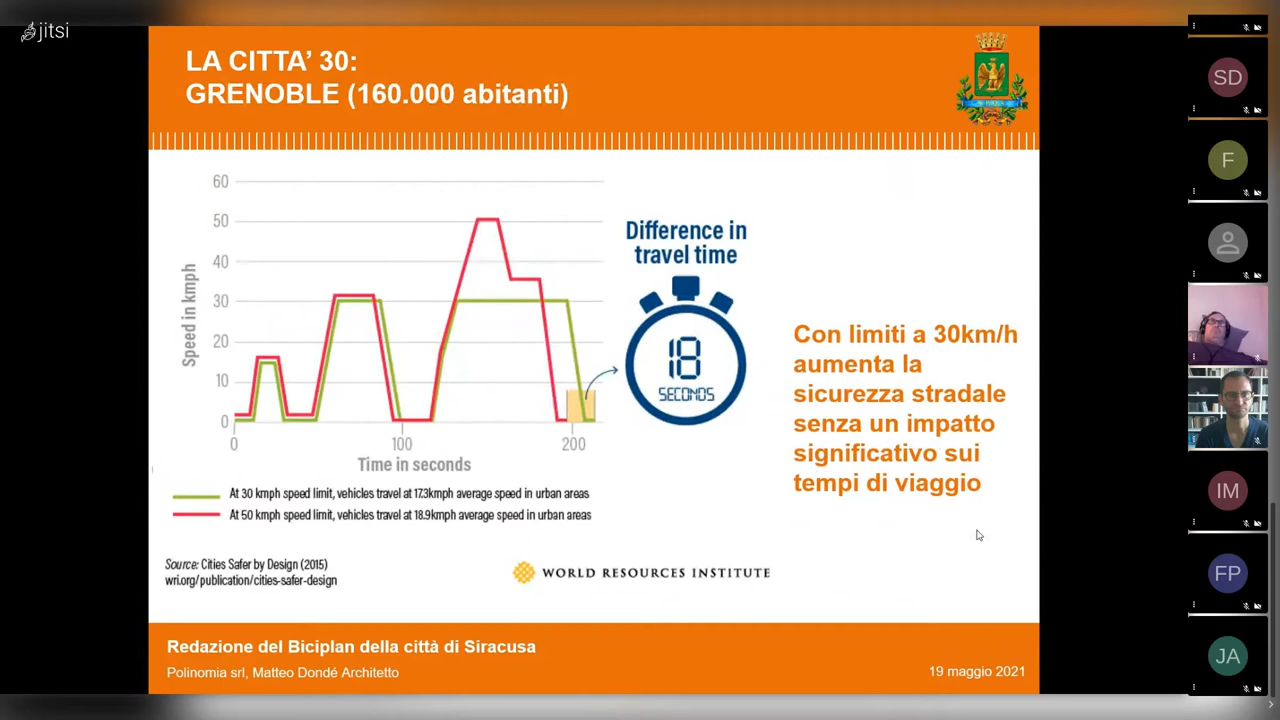 jitsi
LA CITTA' 30:
GRENOBLE (160.000 abitanti)
60
50
40
30
20
10
0
Speed in kmph
0
100
200
Time in seconds
Difference in
travel time
18
SECONDS
At 30 kmph speed limit, vehicles travel at 17.3kmph average speed in urban areas
At 50 kmph speed limit, vehicles travel at 18.9kmph average speed in urban areas
Con limiti a 30km/h
aumenta la
sicurezza stradale
senza un impatto
significativo sui
tempi di viaggio
Source: Cities Safer by Design (2015)
wri.org/publication/cities-safer-design
WORLD RESOURCES INSTITUTE
Redazione del Biciplan della città di Siracusa
Polinomia srl, Matteo Dondé Architetto
19 maggio 2021
SD
F
IM
FP
JA